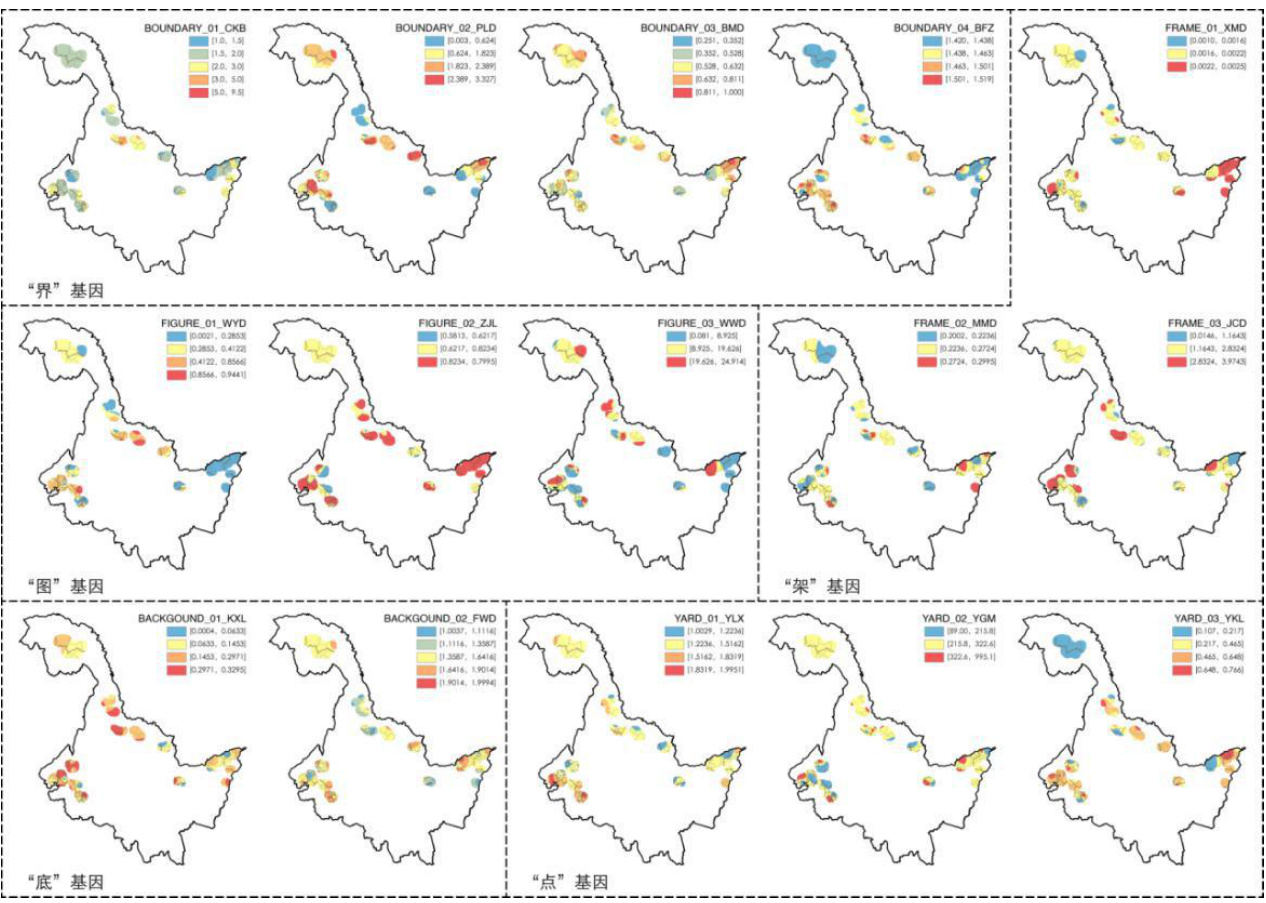 BOUNDARY_01_CKB
[1.0, 1.5]
[1.5, 2.0]
[2.0, 3.0]
[3.0, 5.0]
[5.0, 9.5]
BOUNDARY_02_PLD
[0.003, 0.624]
[0.624, 1.823]
[1.823, 2.389]
[2.389, 3.327]
BOUNDARY_03_BMD
[0.251, 0.352]
[0.352, 0.528]
[0.528, 0.632]
[0.632, 0.811]
[0.811, 1.000]
BOUNDARY_04_BFZ
[1.420, 1.438]
[1.438, 1.463]
[1.463, 1.501]
[1.501, 1.519]
“界”基因
FRAME_01_XMD
[0.0010, 0.0016]
[0.0016, 0.0022]
[0.0022, 0.0025]
FIGURE_01_WYD
[0.0021, 0.2853]
[0.2853, 0.4122]
[0.4122, 0.8566]
[0.8566, 0.9441]
FIGURE_02_ZJL
[0.5813, 0.6217]
[0.6217, 0.8234]
[0.8234, 0.7995]
FIGURE_03_WWD
[0.081, 8.925]
[8.925, 19.626]
[19.626, 24.914]
“图”基因
FRAME_02_MMD
[0.2002, 0.2236]
[0.2236, 0.2724]
[0.2724, 0.2995]
FRAME_03_JCD
[0.0146, 1.1643]
[1.1643, 2.8324]
[2.8324, 3.9743]
“架”基因
BACKGOUND_01_KXL
[0.0004, 0.0633]
[0.0633, 0.1453]
[0.1453, 0.2971]
[0.2971, 0.3295]
BACKGOUND_02_FWD
[1.0037, 1.1116]
[1.1116, 1.3587]
[1.3587, 1.6416]
[1.6416, 1.9014]
[1.9014, 1.9994]
“底”基因
YARD_01_YLX
[1.0029, 1.2236]
[1.2236, 1.5162]
[1.5162, 1.8319]
[1.8319, 1.9951]
YARD_02_YGM
[89.00, 215.8]
[215.8, 322.6]
[322.6, 995.1]
YARD_03_YKL
[0.107, 0.217]
[0.217, 0.465]
[0.465, 0.648]
[0.648, 0.766]
“点”基因